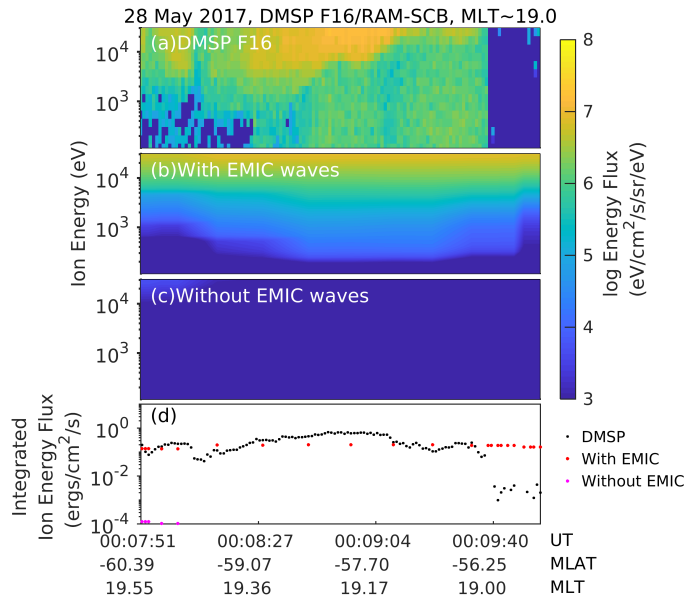 28 May 2017, DMSP F16/RAM-SCB, MLT~19.0
(a)DMSP F16
10^4
10^3
(b)With EMIC waves
10^4
10^3
(c)Without EMIC waves
10^4
10^3
Ion Energy (eV)
8
7
6
5
4
3
log Energy Flux
(eV/cm^2/s/sr/eV)
(d)
10^0
10^-2
10^-4
Integrated
Ion Energy Flux
(ergs/cm^2/s)
DMSP
With EMIC
Without EMIC
00:07:51 00:08:27 00:09:04 00:09:40 UT
-60.39 -59.07 -57.70 -56.25 MLAT
19.55 19.36 19.17 19.00 MLT